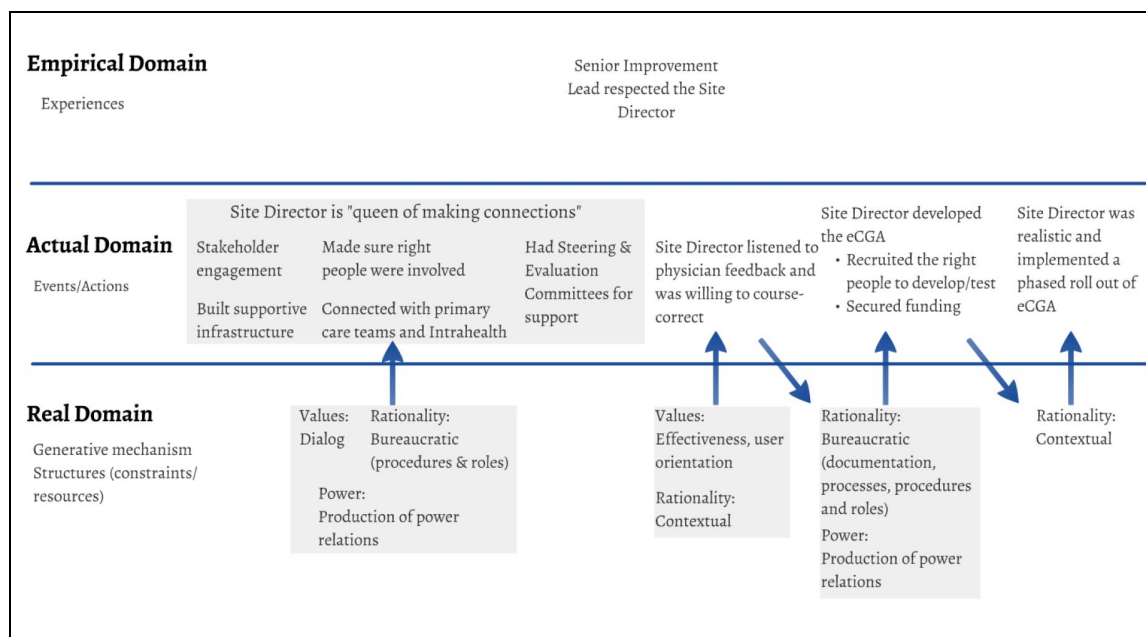 Empirical Domain
Experiences
Senior Improvement
Lead respected the Site
Director
Actual Domain
Events/Actions
Site Director is "queen of making connections"
Stakeholder
engagement
Built supportive
infrastructure
Made sure right
people were involved
Connected with primary
care teams and Intrahealth
Had Steering &
Evaluation
Committees for
support
Site Director listened to
physician feedback and
was willing to course-
correct
Site Director developed
the eCGA
• Recruited the right
people to develop/test
• Secured funding
Site Director was
realistic and
implemented a
phased roll out of
eCGA
Real Domain
Generative mechanism
Structures (constraints/
resources)
Values:
Dialog
Rationality:
Bureaucratic
(procedures & roles)
Power:
Production of power
relations
Values:
Effectiveness, user
orientation
Rationality:
Contextual
Rationality:
Bureaucratic
(documentation,
processes, procedures
and roles)
Power:
Production of power
relations
Rationality:
Contextual